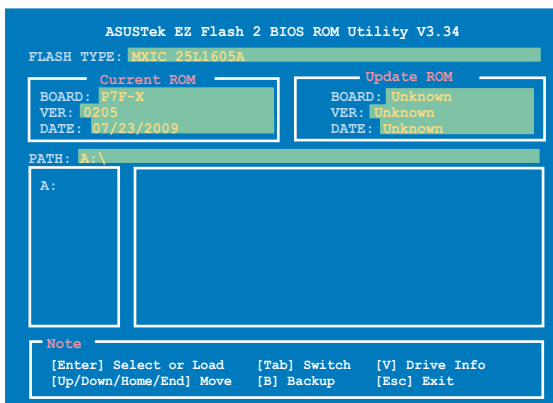 ASUSTek EZ Flash 2 BIOS ROM Utility V3.34
FLASH TYPE: MXIC 25L1605A
Current ROM
BOARD: P7F-X
VER: 0205
DATE: 07/23/2009
Update ROM
BOARD: Unknown
VER: Unknown
DATE: Unknown
PATH: A:\
A:
Note
[Enter] Select or Load [Tab] Switch [V] Drive Info
[Up/Down/Home/End] Move [B] Backup [Esc] Exit